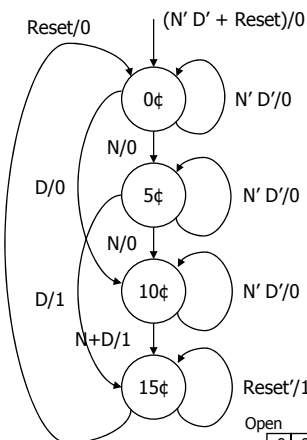 Reset/0
(N' D' + Reset)/0
0¢
N' D'/0
N/0
D/0
5¢
N' D'/0
N/0
10¢
N' D'/0
D/1
N+D/1
15¢
Reset'/1
Open